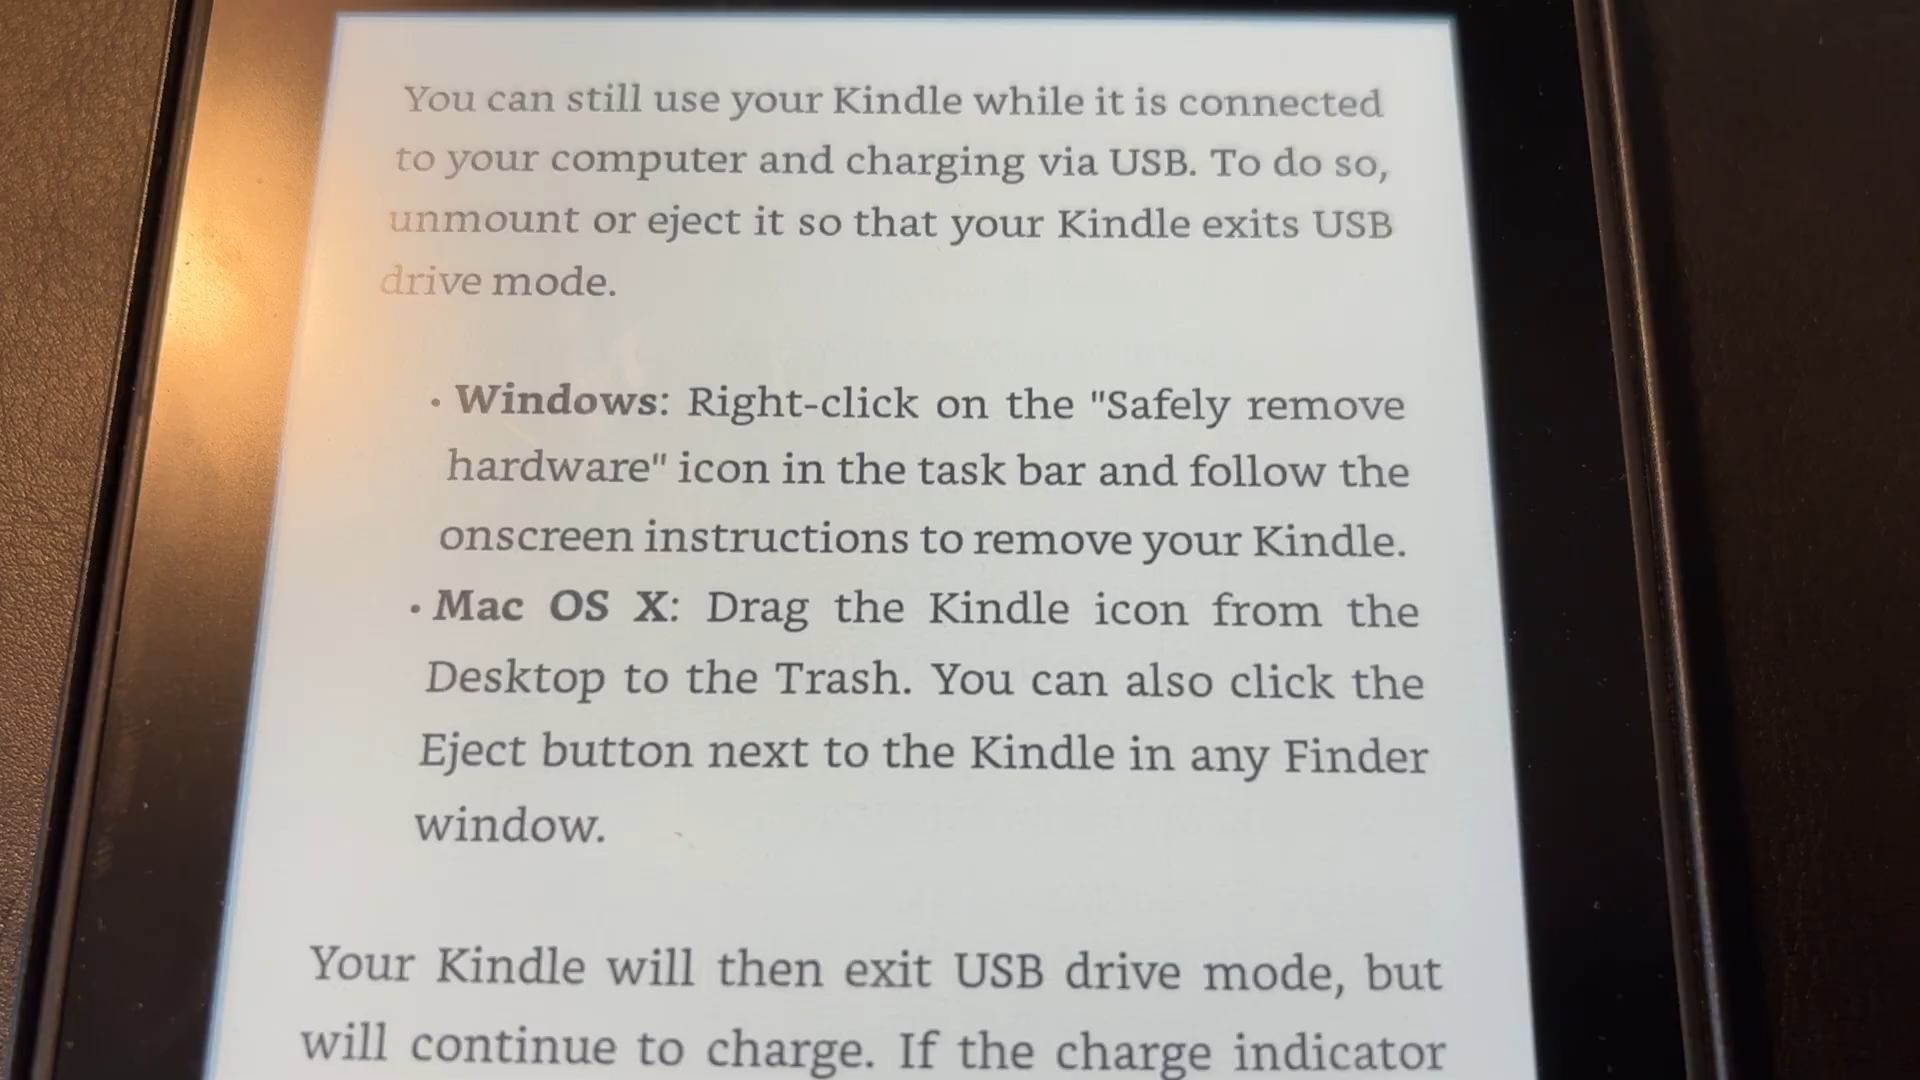 You can still use your Kindle while it is connected
to your computer and charging via USB. To do so,
unmount or eject it so that your Kindle exits USB
drive mode.
• Windows: Right-click on the "Safely remove
hardware" icon in the task bar and follow the
onscreen instructions to remove your Kindle.
• Mac OS X: Drag the Kindle icon from the
Desktop to the Trash. You can also click the
Eject button next to the Kindle in any Finder
window.
Your Kindle will then exit USB drive mode, but
will continue to charge. If the charge indicator